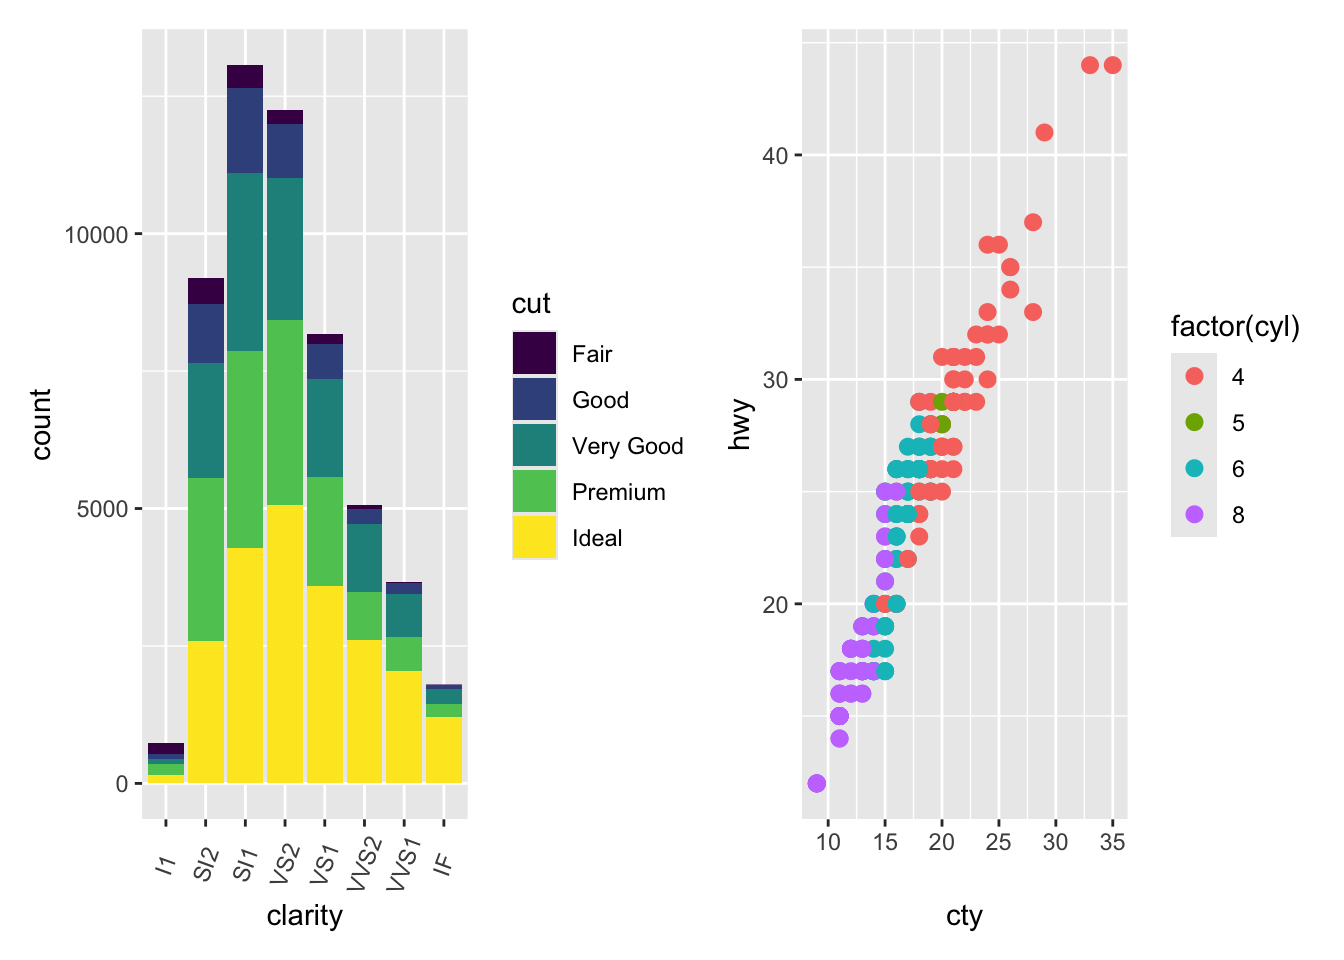 count
10000
5000
0
I1
SI2
SI1
VS2
VS1
VVS2
VVS1
IF
clarity
cut
Fair
Good
Very Good
Premium
Ideal
hwy
40
30
20
10 15 20 25 30 35
cty
factor(cyl)
4
5
6
8